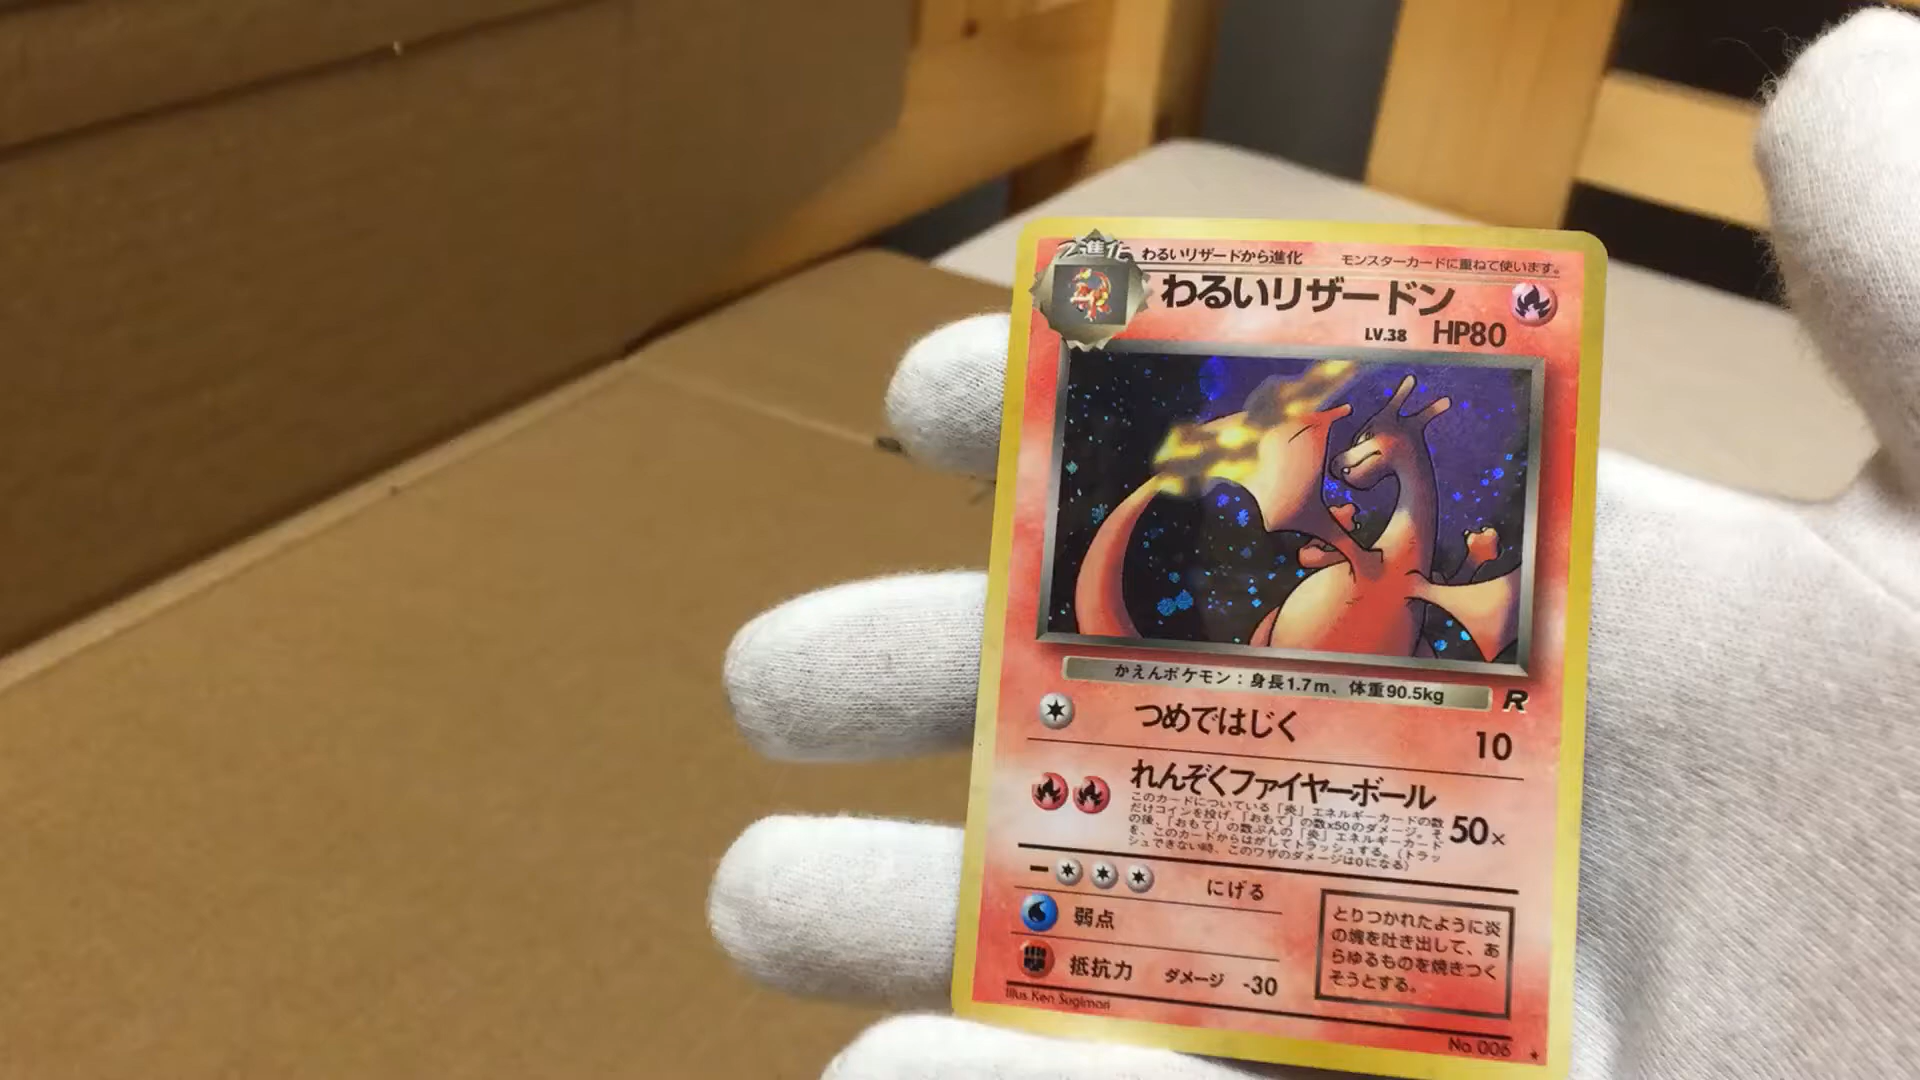 2進化 わるいリザードから進化 モンスターカードに重ねて使います。
わるいリザードン
LV.38 HP80
かえんポケモン：身長1.7m、体重90.5kg
R
つめではじく 10
れんぞくファイヤーボール 50×
このカードについている「炎」エネルギーカードの数
だけコインを投げ、「おもて」の数x50のダメージ。そ
の後、「おもて」の数ぶんの「炎」エネルギーカード
を、このカードからはがしてトラッシュする。（トラッ
シュできない時、このワザのダメージは0になる）
− にげる
弱点
抵抗力 ダメージ -30
とりつかれたように炎
の塊を吐き出して、あ
らゆるものを焼きつく
そうとする。
Illus. Ken Sugimori
No. 006 ★